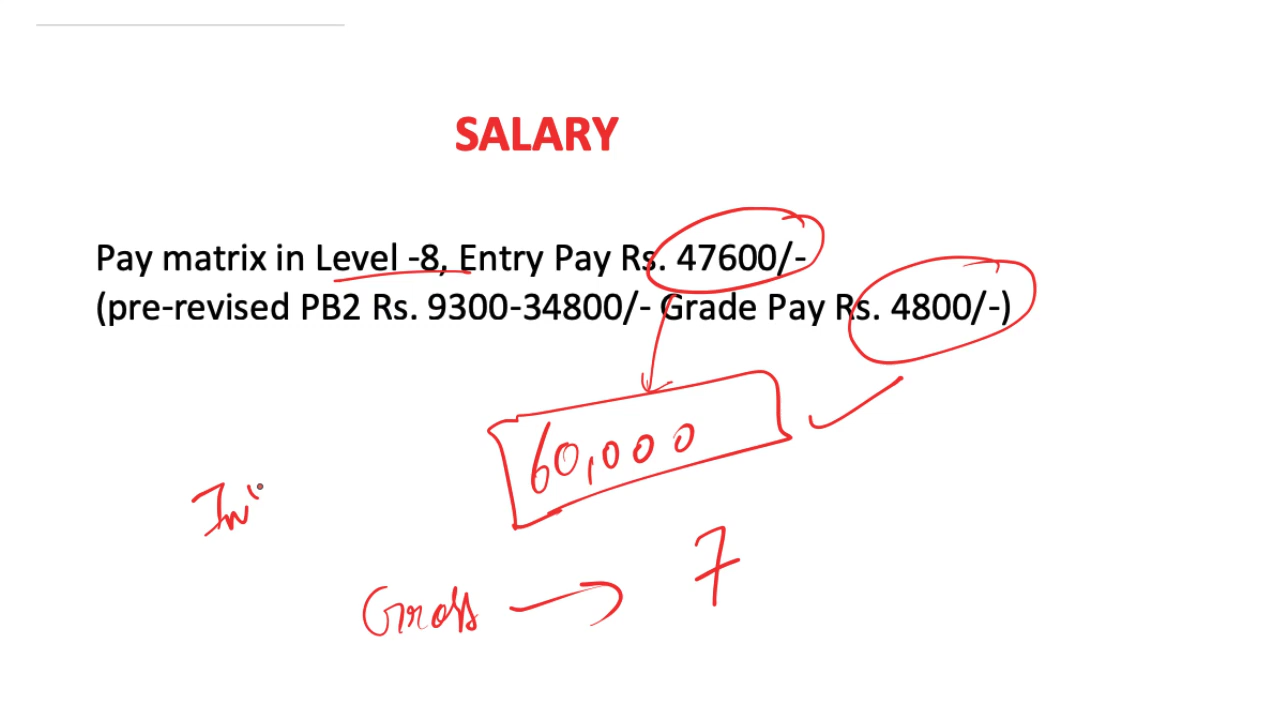 SALARY
Pay matrix in Level -8, Entry Pay Rs. 47600/-
(pre-revised PB2 Rs. 9300-34800/- Grade Pay Rs. 4800/-)
60,000
Ini
Gross
7